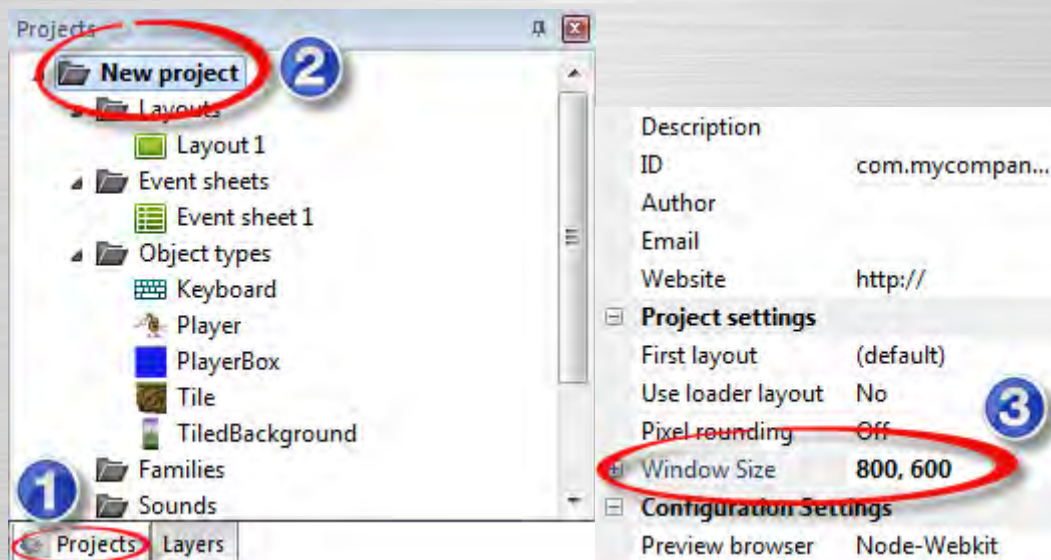 Projects
2
New project
Layouts
Layout 1
Event sheets
Event sheet 1
Object types
Keyboard
Player
PlayerBox
Tile
TiledBackground
Families
1
Sounds
Projects
Layers
Description
ID com.mycompan...
Author
Email
Website http://
Project settings
First layout (default)
Use loader layout No
3
Pixel rounding Off
Window Size 800, 600
Configuration Settings
Preview browser Node-Webkit